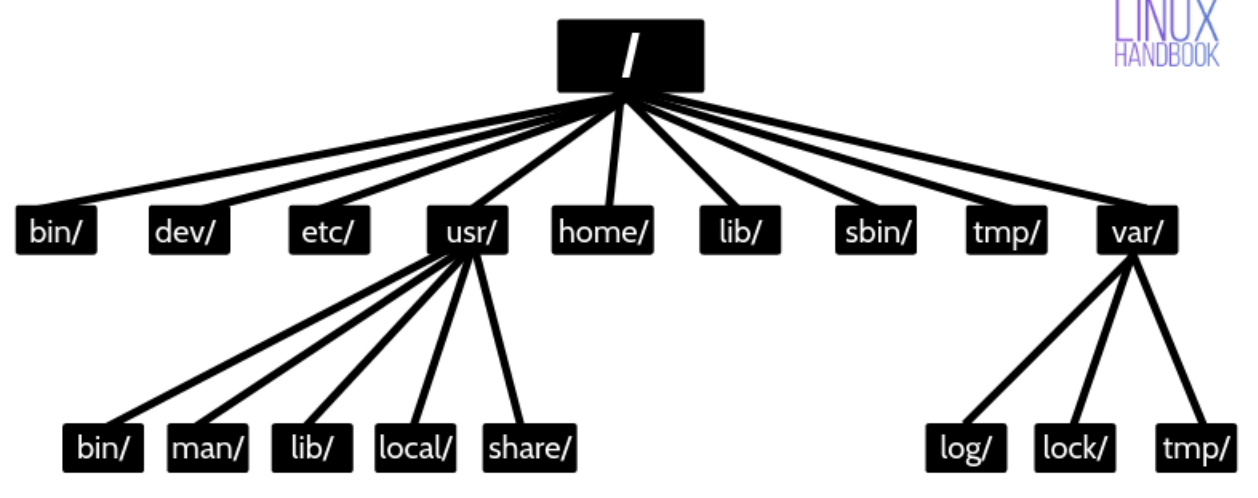 LINUX
HANDBOOK
/
bin/ dev/ etc/ usr/ home/ lib/ sbin/ tmp/ var/
bin/ man/ lib/ local/ share/ log/ lock/ tmp/